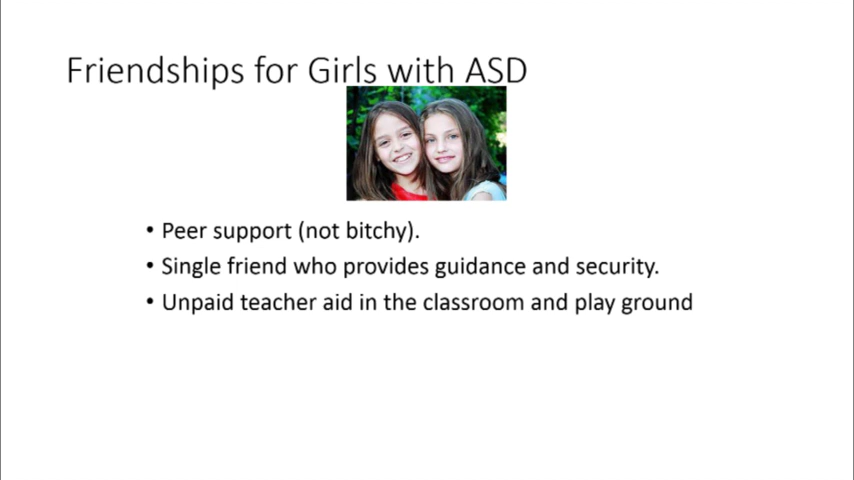 Friendships for Girls with ASD
• Peer support (not bitchy).
• Single friend who provides guidance and security.
• Unpaid teacher aid in the classroom and play ground